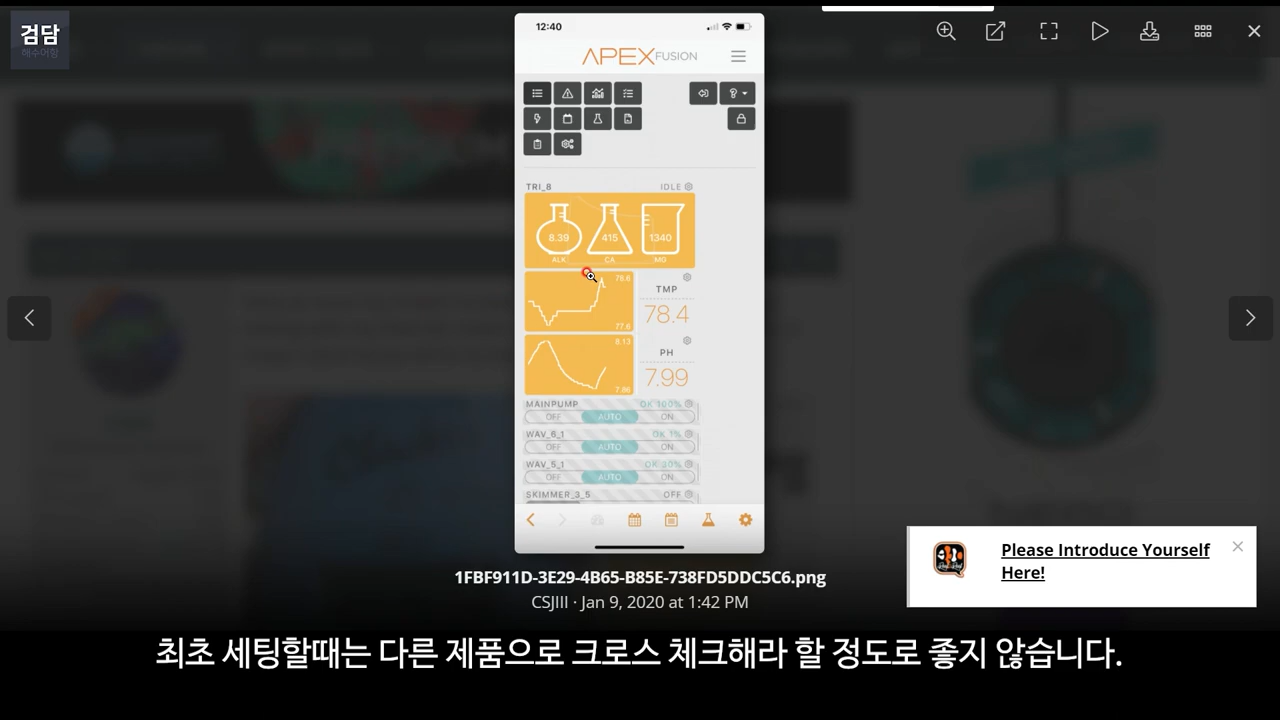 검담
해수어항
12:40
APEX FUSION
TRI_8 IDLE
8.39 415 1340
ALK CA MG
78.6
TMP
78.4
77.6
8.13
PH
7.99
7.86
MAINPUMP OK 100%
OFF AUTO ON
WAV_6_1 OK 1%
OFF AUTO ON
WAV_5_1 OK 30%
OFF AUTO ON
SKIMMER_3_5 OFF
Please Introduce Yourself
Here!
1FBF911D-3E29-4B65-B85E-738FD5DDC5C6.png
CSJIII · Jan 9, 2020 at 1:42 PM
최초 세팅할때는 다른 제품으로 크로스 체크해라 할 정도로 좋지 않습니다.